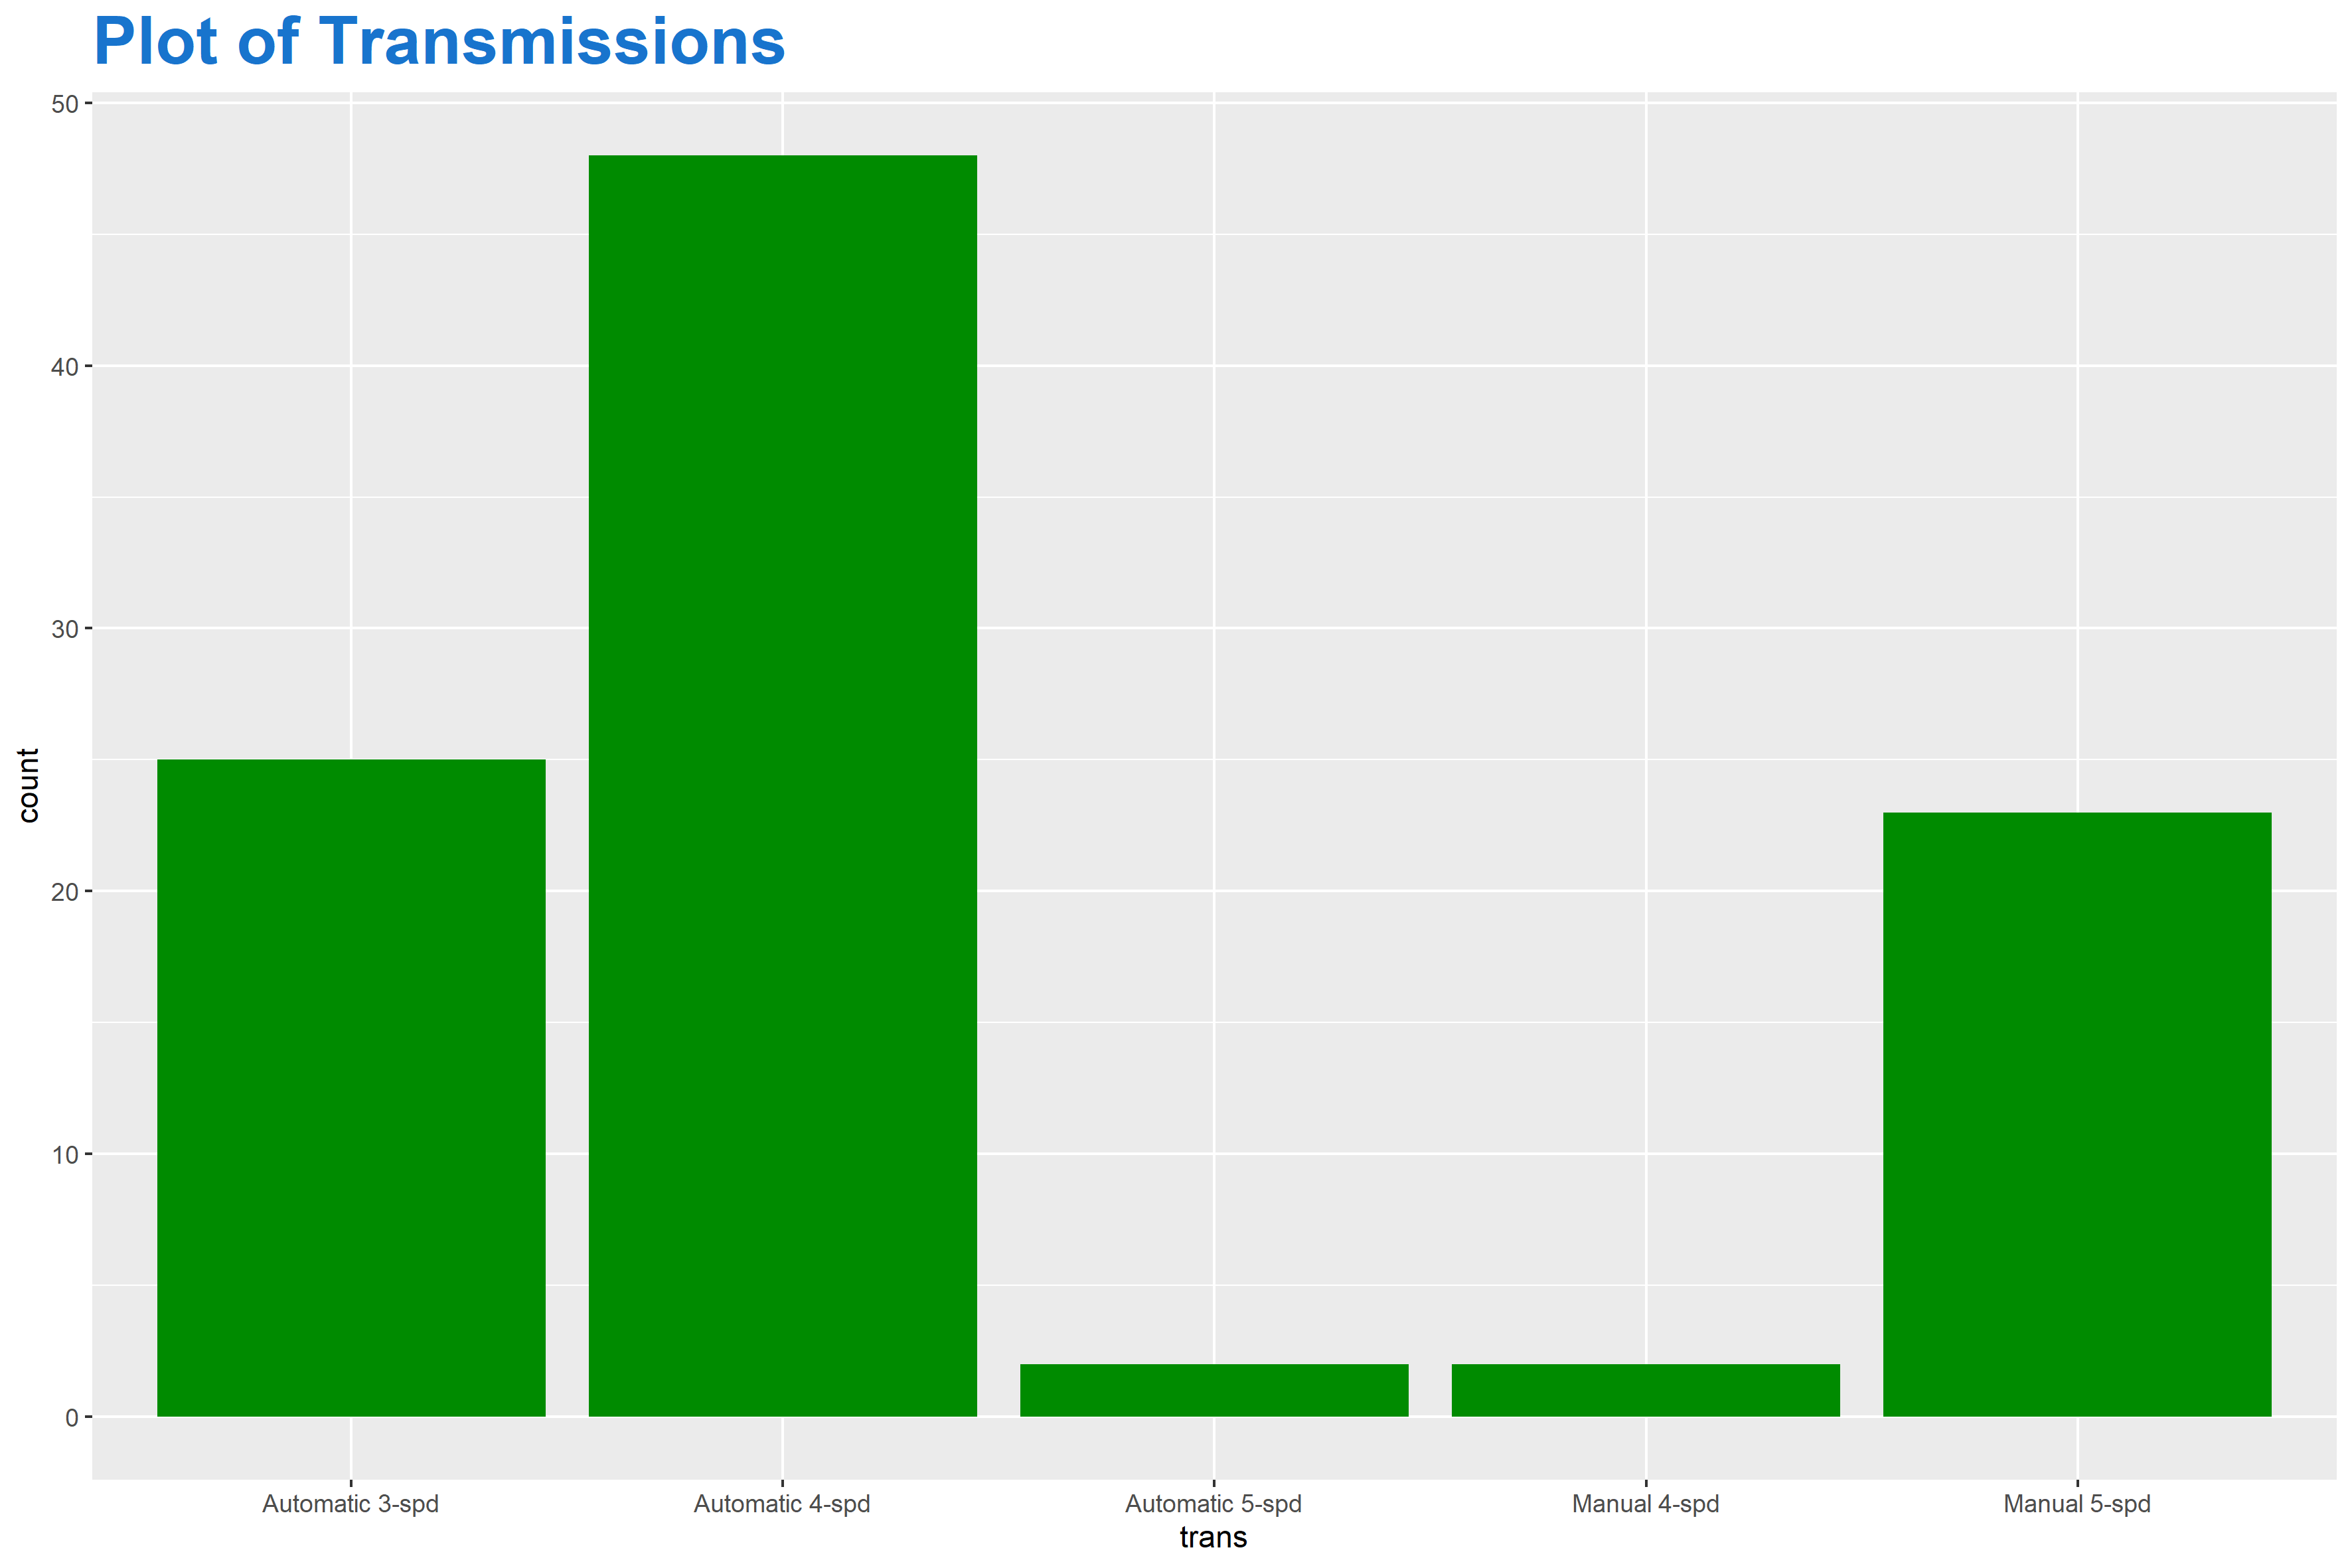 Plot of Transmissions
50
40
30
20
10
0
count
Automatic 3-spd
Automatic 4-spd
Automatic 5-spd
Manual 4-spd
Manual 5-spd
trans